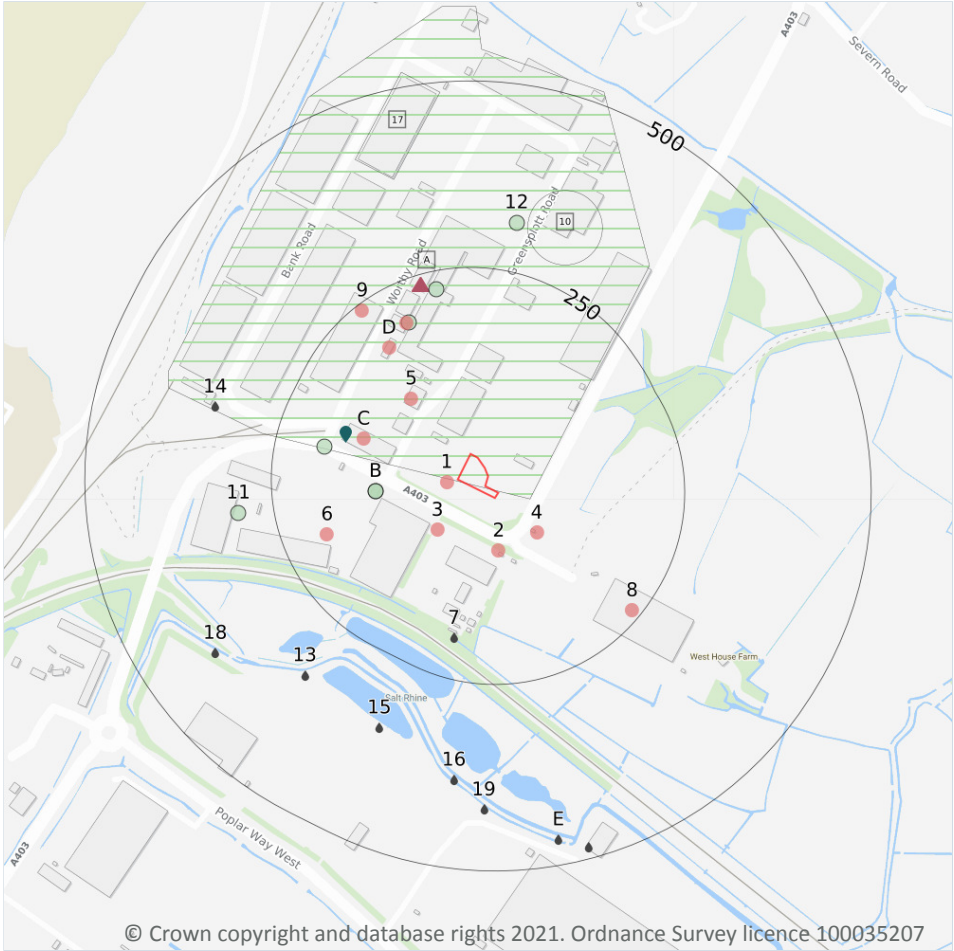 A403
Severn Road
500
17
12
Greensplott Road
10
Bank Road
Worthy Road
A
9
250
D
5
14
C
1
B
A403
11
6
3
2
4
8
7
West House Farm
18
13
Salt Rhine
15
16
19
E
Poplar Way West
A403
© Crown copyright and database rights 2021. Ordnance Survey licence 100035207